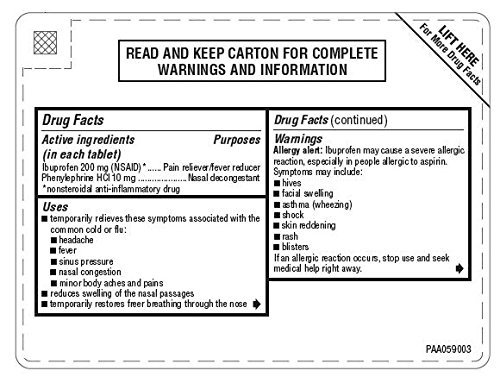 LIFT HERE
For More Drug Facts
READ AND KEEP CARTON FOR COMPLETE
WARNINGS AND INFORMATION
Drug Facts
Active ingredients Purposes
(in each tablet)
Ibuprofen 200 mg (NSAID)*..... Pain reliever/fever reducer
Phenylephrine HCl 10 mg ................... Nasal decongestant
*nonsteroidal anti-inflammatory drug
Uses
■ temporarily relieves these symptoms associated with the
common cold or flu:
■ headache
■ fever
■ sinus pressure
■ nasal congestion
■ minor body aches and pains
■ reduces swelling of the nasal passages
■ temporarily restores freer breathing through the nose
Drug Facts (continued)
Warnings
Allergy alert: Ibuprofen may cause a severe allergic
reaction, especially in people allergic to aspirin.
Symptoms may include:
■ hives
■ facial swelling
■ asthma (wheezing)
■ shock
■ skin reddening
■ rash
■ blisters
If an allergic reaction occurs, stop use and seek
medical help right away.
PAA059003